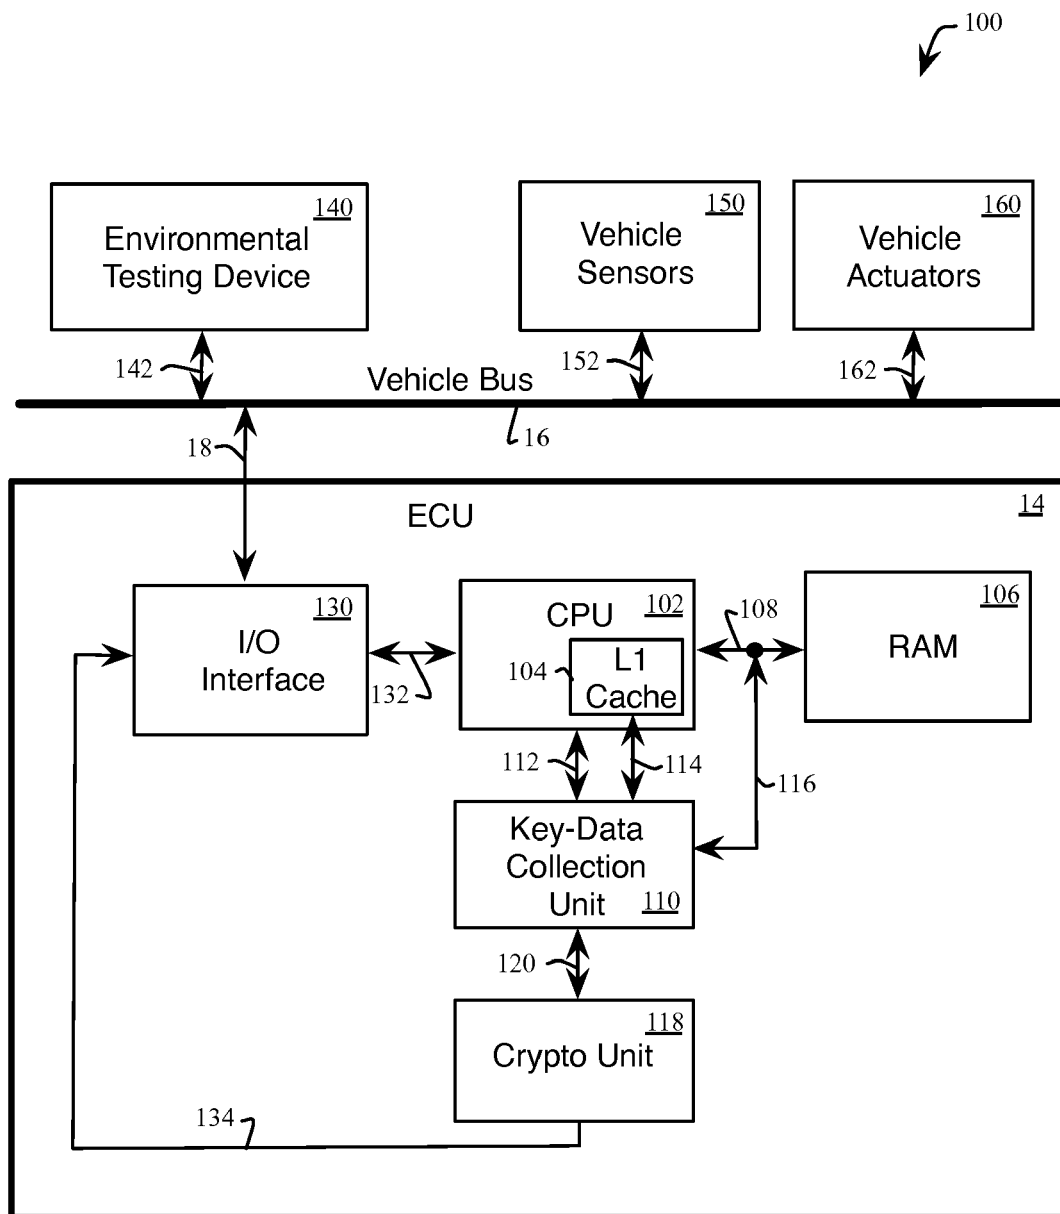 100
140
Environmental
Testing Device
150
Vehicle
Sensors
160
Vehicle
Actuators
142
152
162
Vehicle Bus
16
18
ECU
14
130
I/O
Interface
132
CPU
102
104
L1
Cache
108
106
RAM
112
114
116
Key-Data
Collection
Unit
110
120
118
Crypto Unit
134